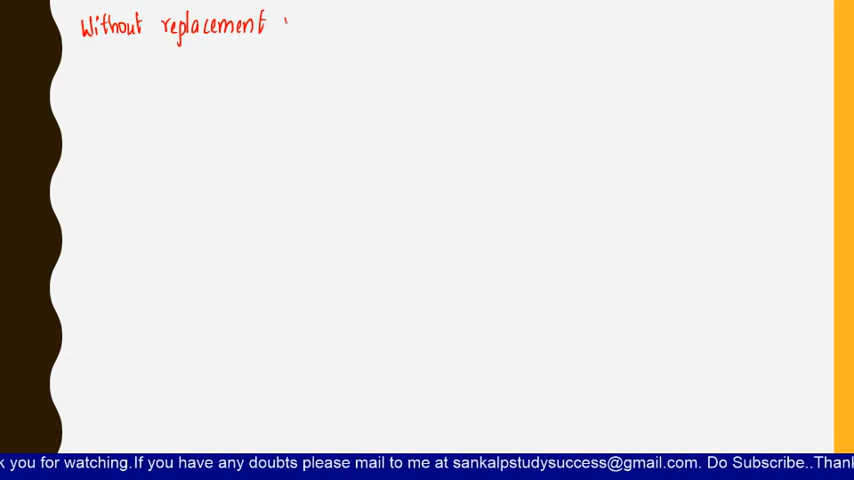 Without replacement
k you for watching.If you have any doubts please mail to me at sankalpstudysuccess@gmail.com. Do Subscribe..Thank